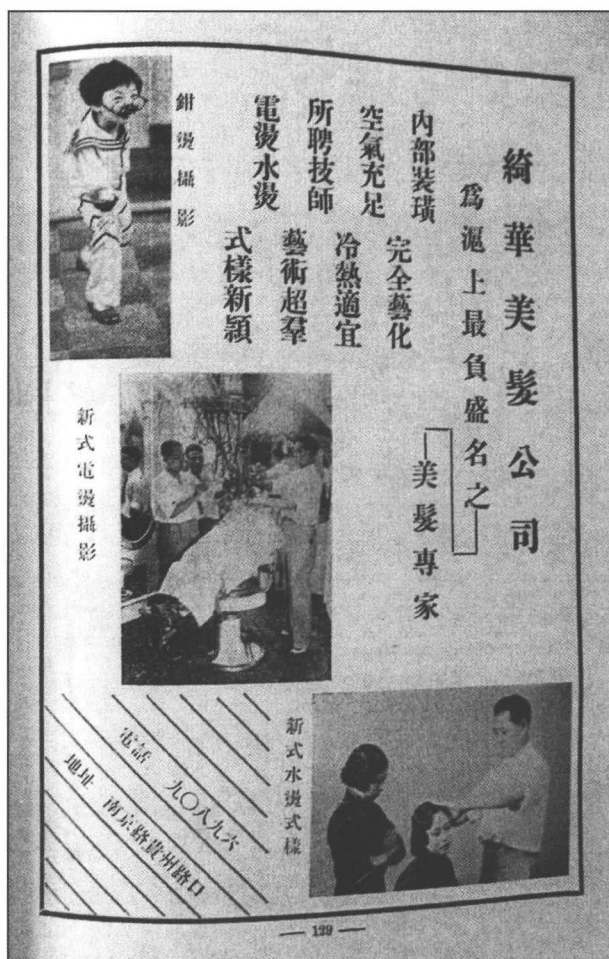 綺華美髮公司
爲滬上最負盛名之
美髮專家
內部裝璜
完全藝化
空氣充足
冷熱適宜
所聘技師
藝術超羣
電燙水燙
式樣新穎
鉗燙攝影
新式電燙攝影
新式水燙式樣
電話 九〇八九六
地址 南京路貴州路口
— 129 —